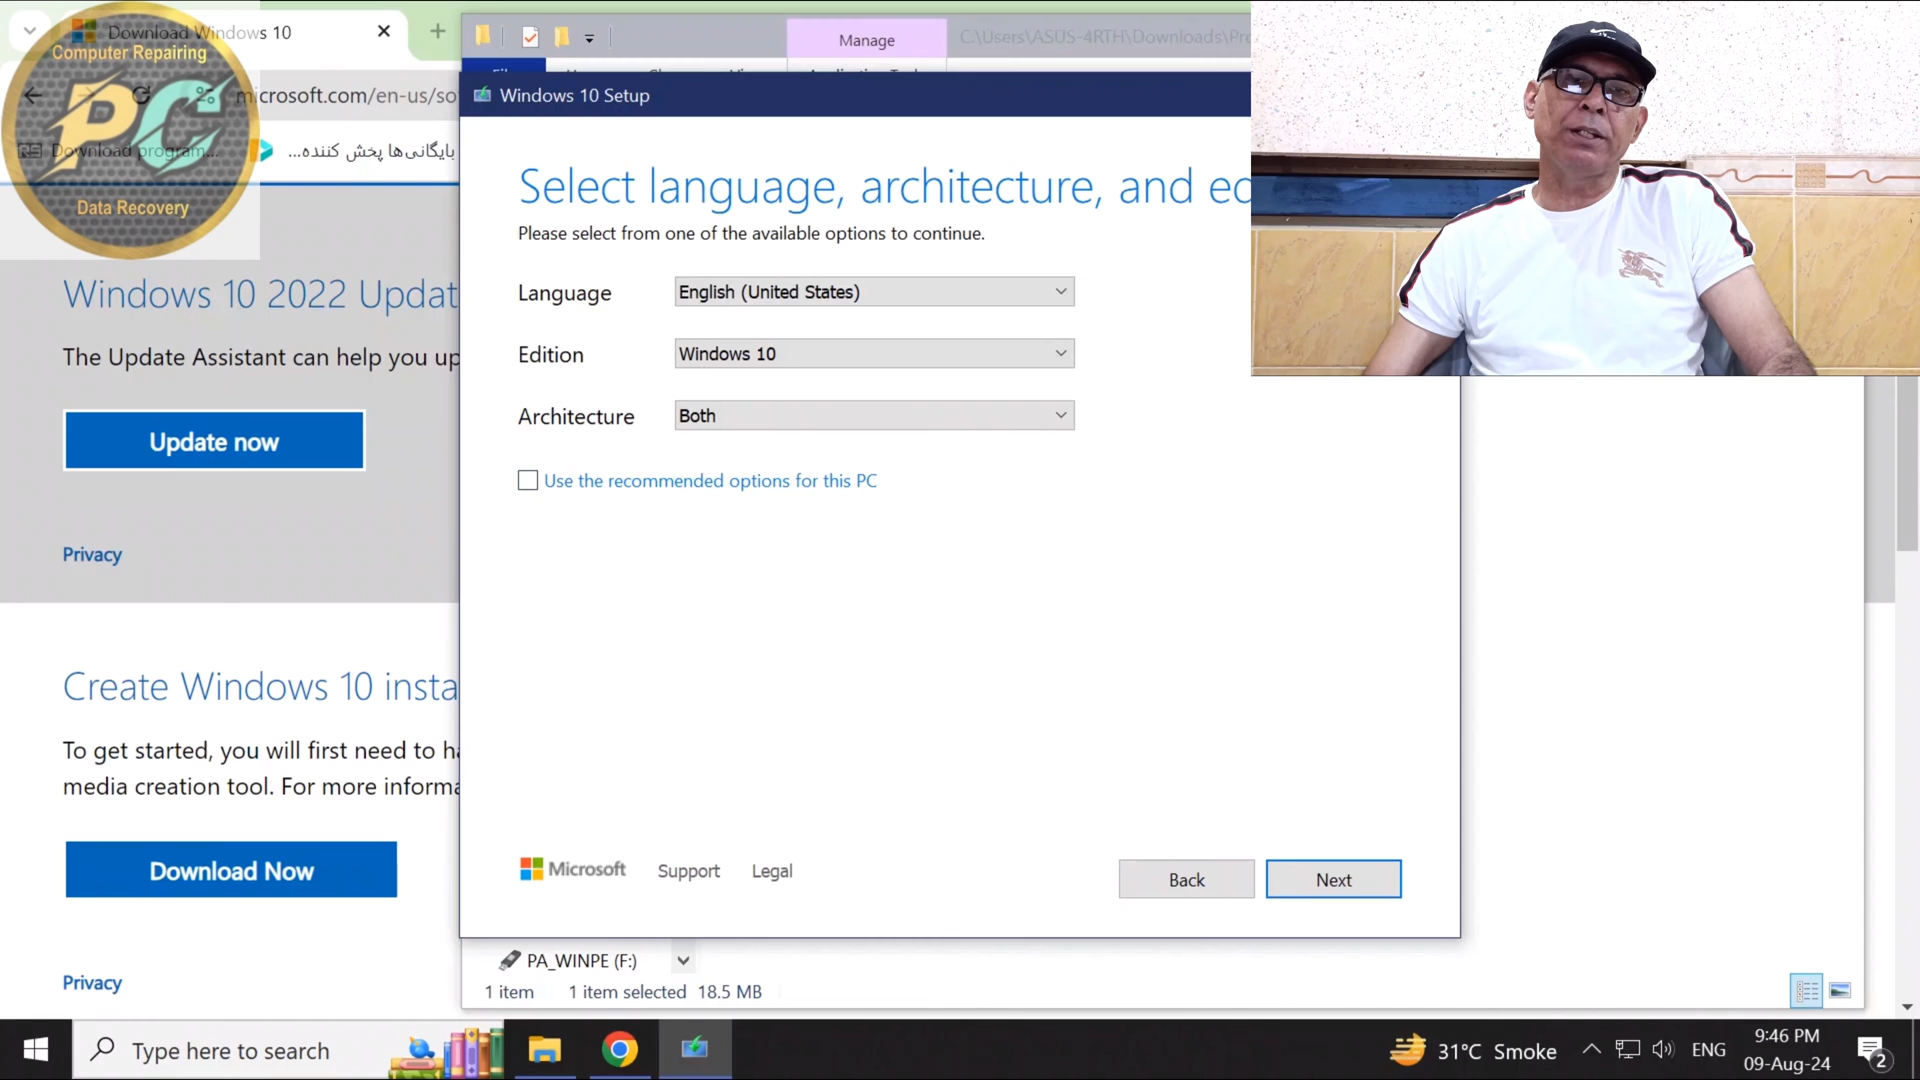 Download Windows 10
Computer Repairing
PC
Data Recovery
microsoft.com/en-us/so
Download program...
بایگانی‌ها پخش کننده...
Manage
C:\Users\ASUS-4RTH\Downloads\Pro
Windows 10 Setup
Select language, architecture, and ed
Please select from one of the available options to continue.
Language
English (United States)
Edition
Windows 10
Architecture
Both
Use the recommended options for this PC
Microsoft
Support
Legal
Back
Next
Windows 10 2022 Updat
The Update Assistant can help you up
Update now
Privacy
Create Windows 10 insta
To get started, you will first need to ha
media creation tool. For more informa
Download Now
Privacy
PA_WINPE (F:)
1 item
1 item selected 18.5 MB
Type here to search
31°C Smoke
ENG
9:46 PM
09-Aug-24
2